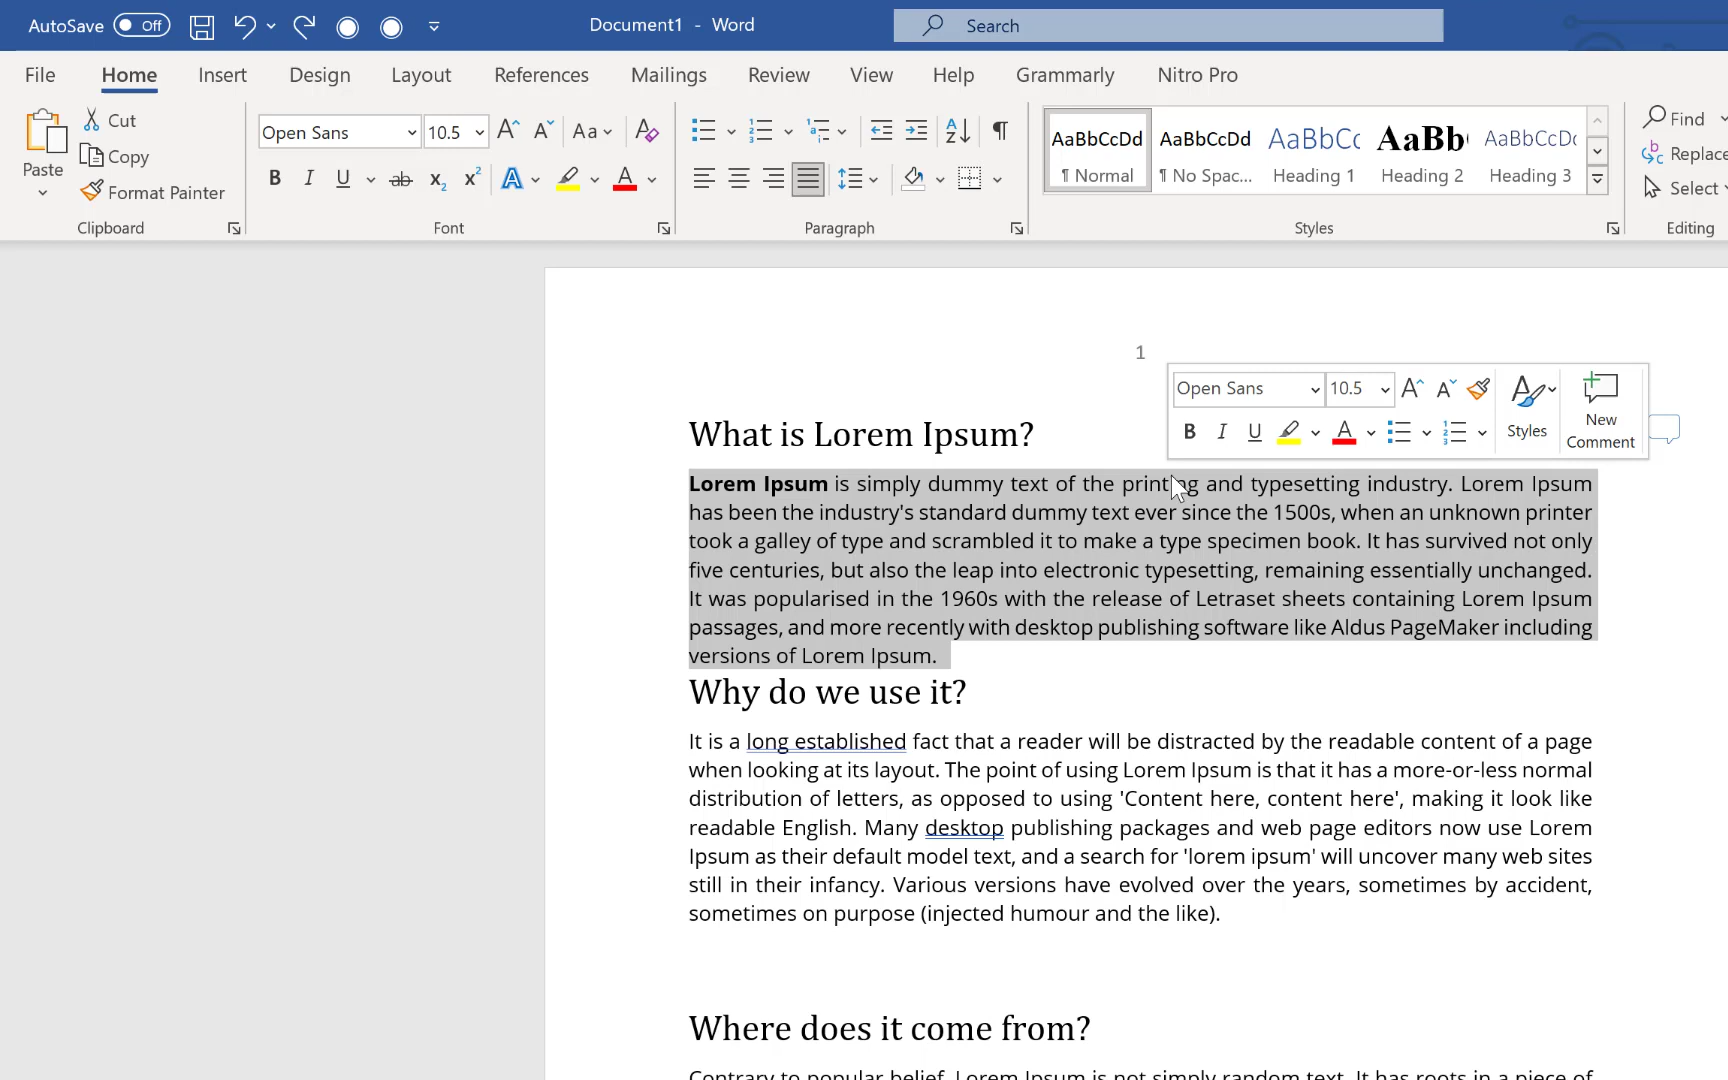 AutoSave Off Document1 - Word Search
File Home Insert Design Layout References Mailings Review View Help Grammarly Nitro Pro
Paste
Cut
Copy
Format Painter
Clipboard
Open Sans 10.5
Font
Paragraph
AaBbCcDd AaBbCcDd AaBbCc AaBb AaBbCcD
¶ Normal ¶ No Spac... Heading 1 Heading 2 Heading 3
Styles
Find
Replace
Select
Editing
1
Open Sans 10.5
Styles
New
Comment
What is Lorem Ipsum?
Lorem Ipsum is simply dummy text of the printing and typesetting industry. Lorem Ipsum
has been the industry's standard dummy text ever since the 1500s, when an unknown printer
took a galley of type and scrambled it to make a type specimen book. It has survived not only
five centuries, but also the leap into electronic typesetting, remaining essentially unchanged.
It was popularised in the 1960s with the release of Letraset sheets containing Lorem Ipsum
passages, and more recently with desktop publishing software like Aldus PageMaker including
versions of Lorem Ipsum.
Why do we use it?
It is a long established fact that a reader will be distracted by the readable content of a page
when looking at its layout. The point of using Lorem Ipsum is that it has a more-or-less normal
distribution of letters, as opposed to using 'Content here, content here', making it look like
readable English. Many desktop publishing packages and web page editors now use Lorem
Ipsum as their default model text, and a search for 'lorem ipsum' will uncover many web sites
still in their infancy. Various versions have evolved over the years, sometimes by accident,
sometimes on purpose (injected humour and the like).
Where does it come from?
Contrary to popular belief, Lorem Ipsum is not simply random text. It has roots in a piece of